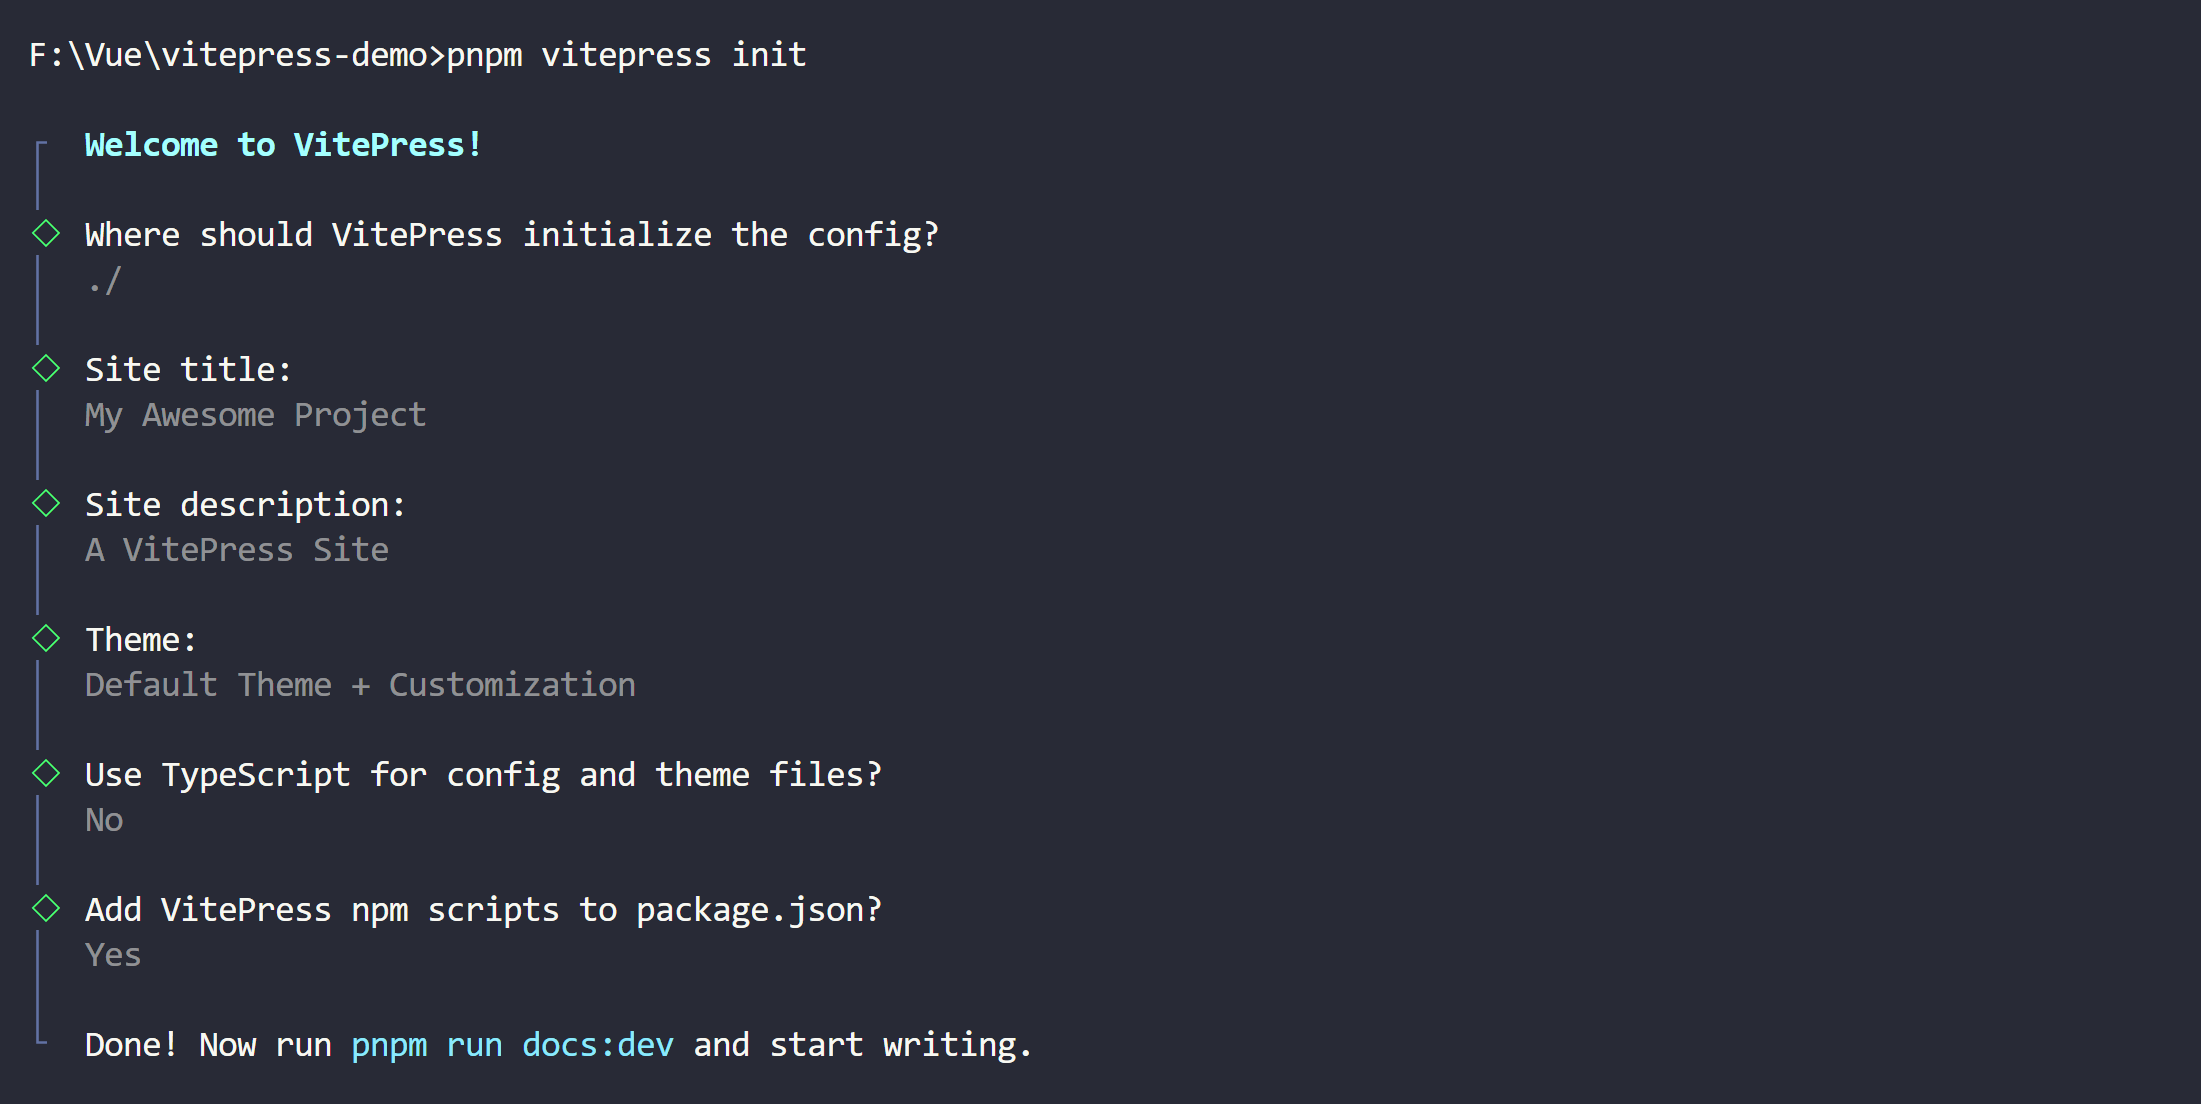 F:\Vue\vitepress-demo>pnpm vitepress init
Welcome to VitePress!
Where should VitePress initialize the config?
./
Site title:
My Awesome Project
Site description:
A VitePress Site
Theme:
Default Theme + Customization
Use TypeScript for config and theme files?
No
Add VitePress npm scripts to package.json?
Yes
Done! Now run pnpm run docs:dev and start writing.